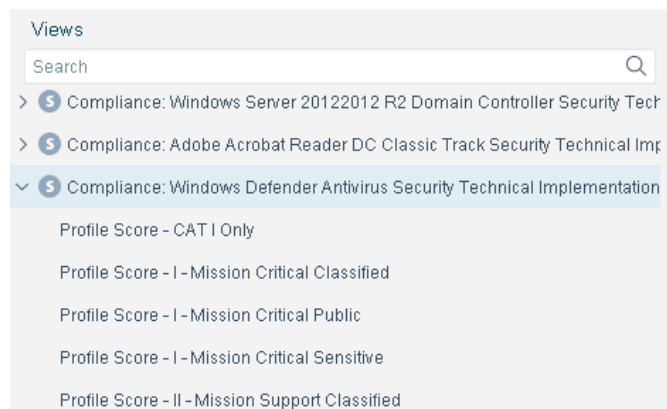 Views
Search
S Compliance: Windows Server 20122012 R2 Domain Controller Security Tech
S Compliance: Adobe Acrobat Reader DC Classic Track Security Technical Imp
S Compliance: Windows Defender Antivirus Security Technical Implementation
Profile Score - CAT I Only
Profile Score - I - Mission Critical Classified
Profile Score - I - Mission Critical Public
Profile Score - I - Mission Critical Sensitive
Profile Score - II - Mission Support Classified